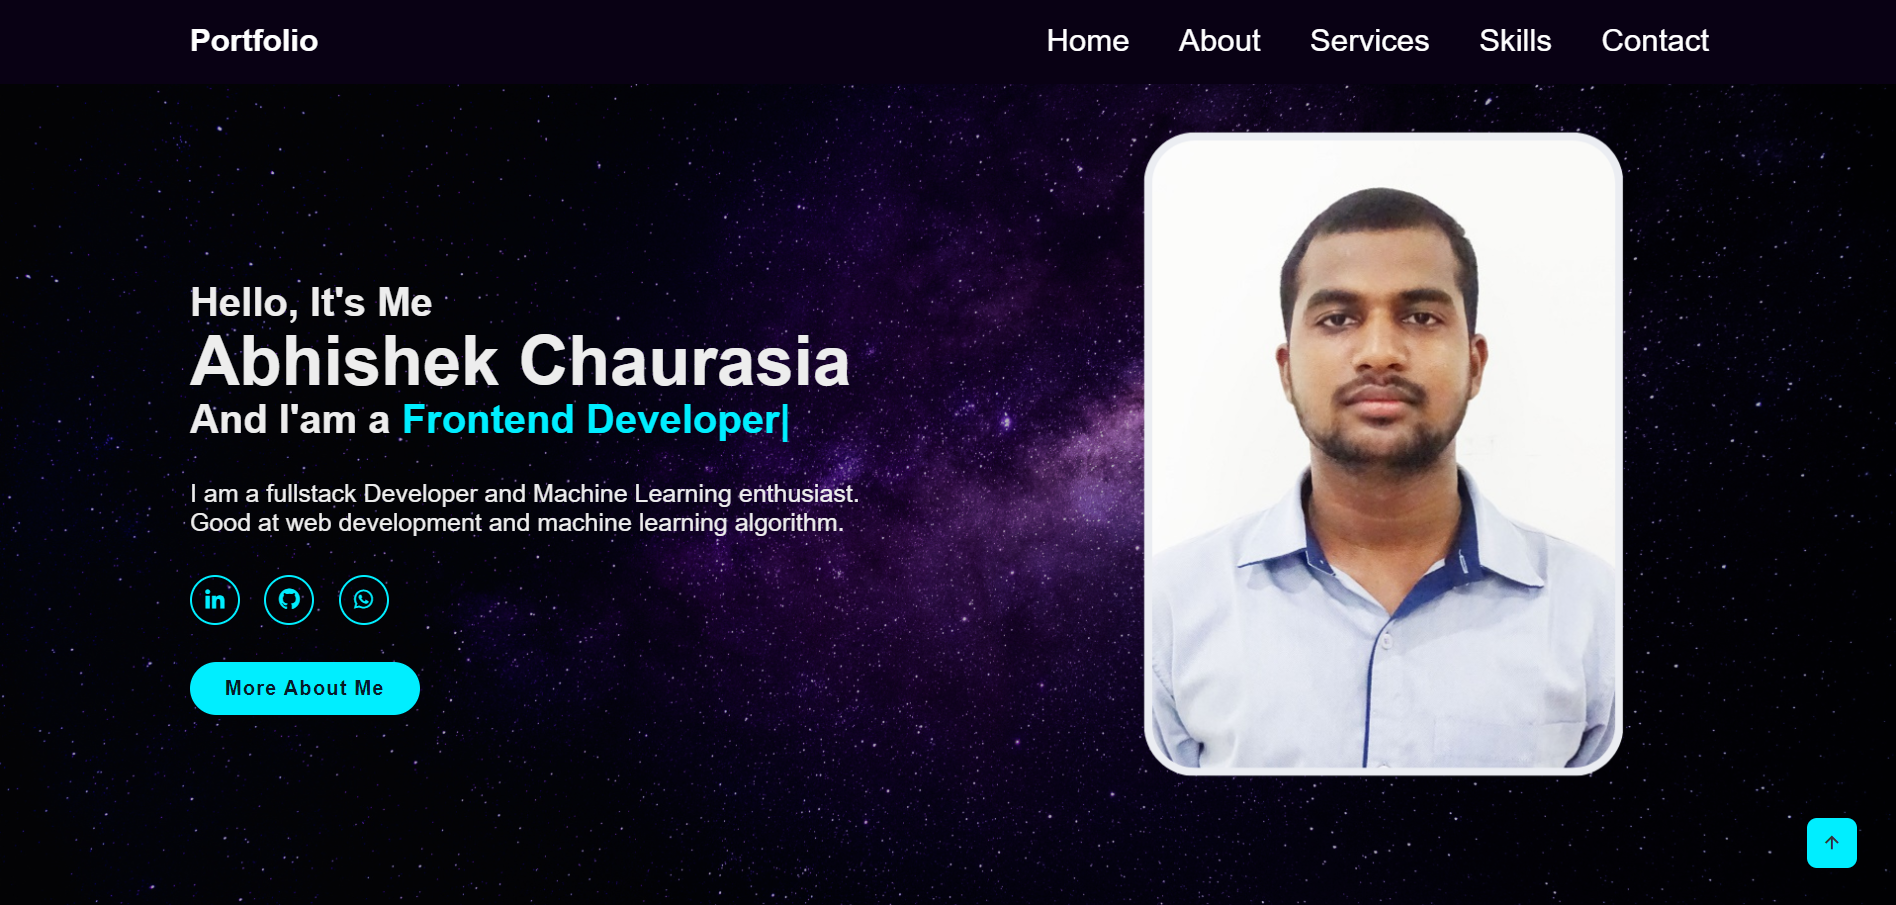 Portfolio
Home About Services Skills Contact
Hello, It's Me
Abhishek Chaurasia
And I'am a Frontend Developer|
I am a fullstack Developer and Machine Learning enthusiast.
Good at web development and machine learning algorithm.
in
More About Me